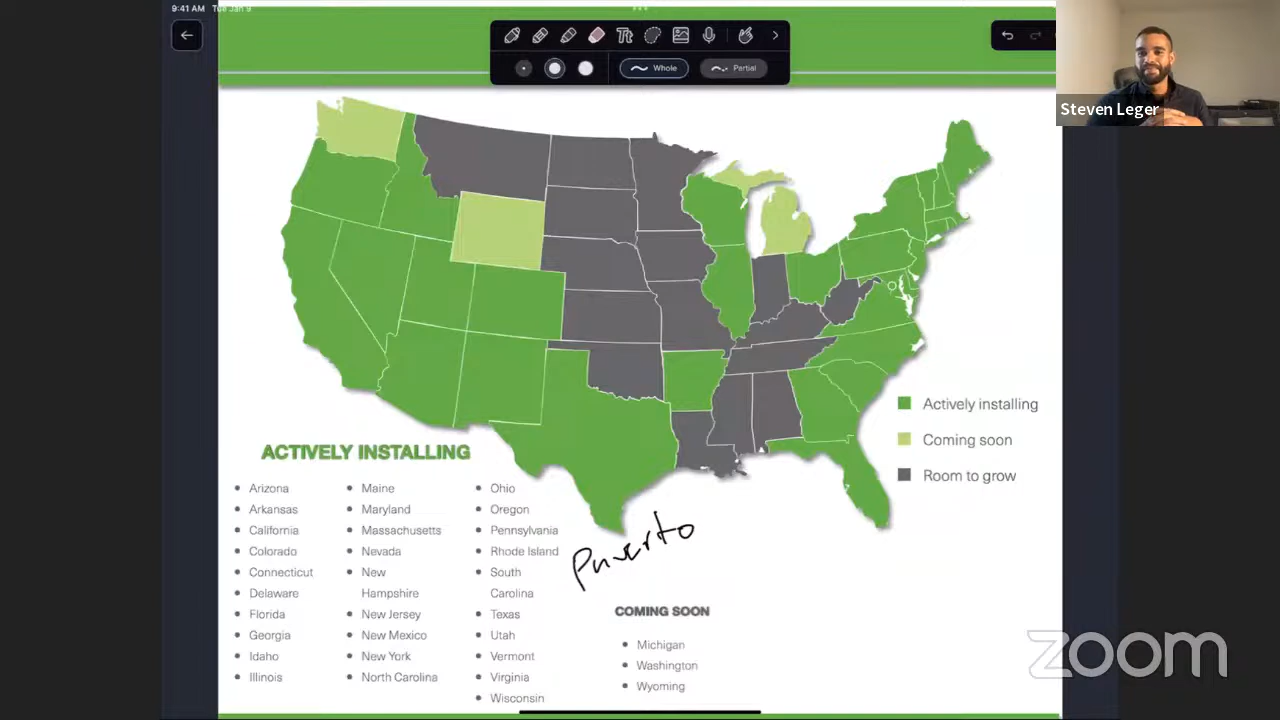 9:41 AM Tue Jan 9
Whole
Partial
Steven Leger
Actively installing
Coming soon
Room to grow
ACTIVELY INSTALLING
Arizona
Arkansas
California
Colorado
Connecticut
Delaware
Florida
Georgia
Idaho
Illinois
Maine
Maryland
Massachusetts
Nevada
New
Hampshire
New Jersey
New Mexico
New York
North Carolina
Ohio
Oregon
Pennsylvania
Rhode Island
South
Carolina
Texas
Utah
Vermont
Virginia
Wisconsin
Puerto
COMING SOON
Michigan
Washington
Wyoming
zoom